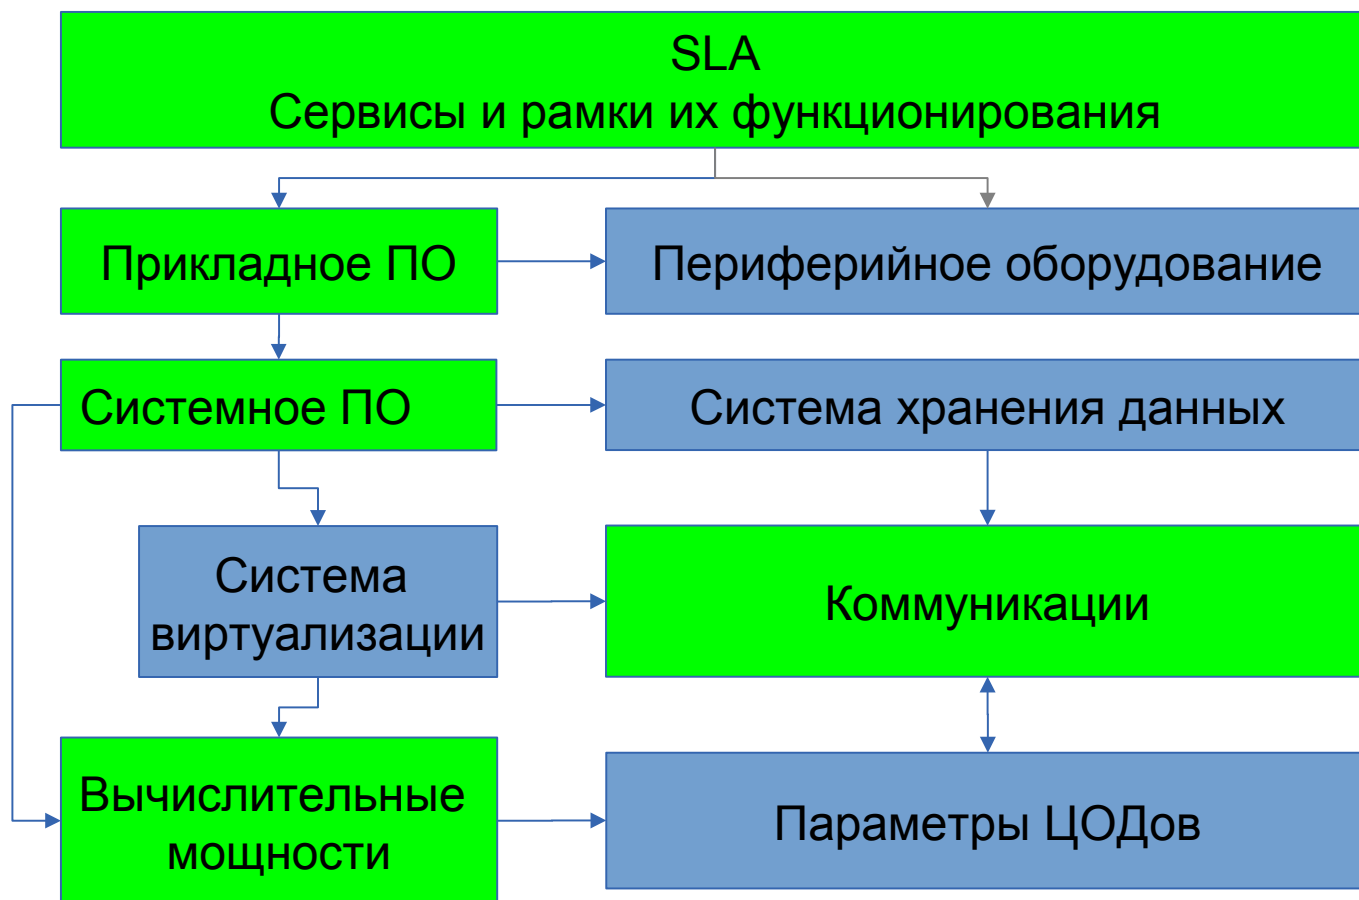 SLA
Сервисы и рамки их функционирования
Прикладное ПО
Периферийное оборудование
Системное ПО
Система хранения данных
Система
виртуализации
Коммуникации
Вычислительные
мощности
Параметры ЦОДов